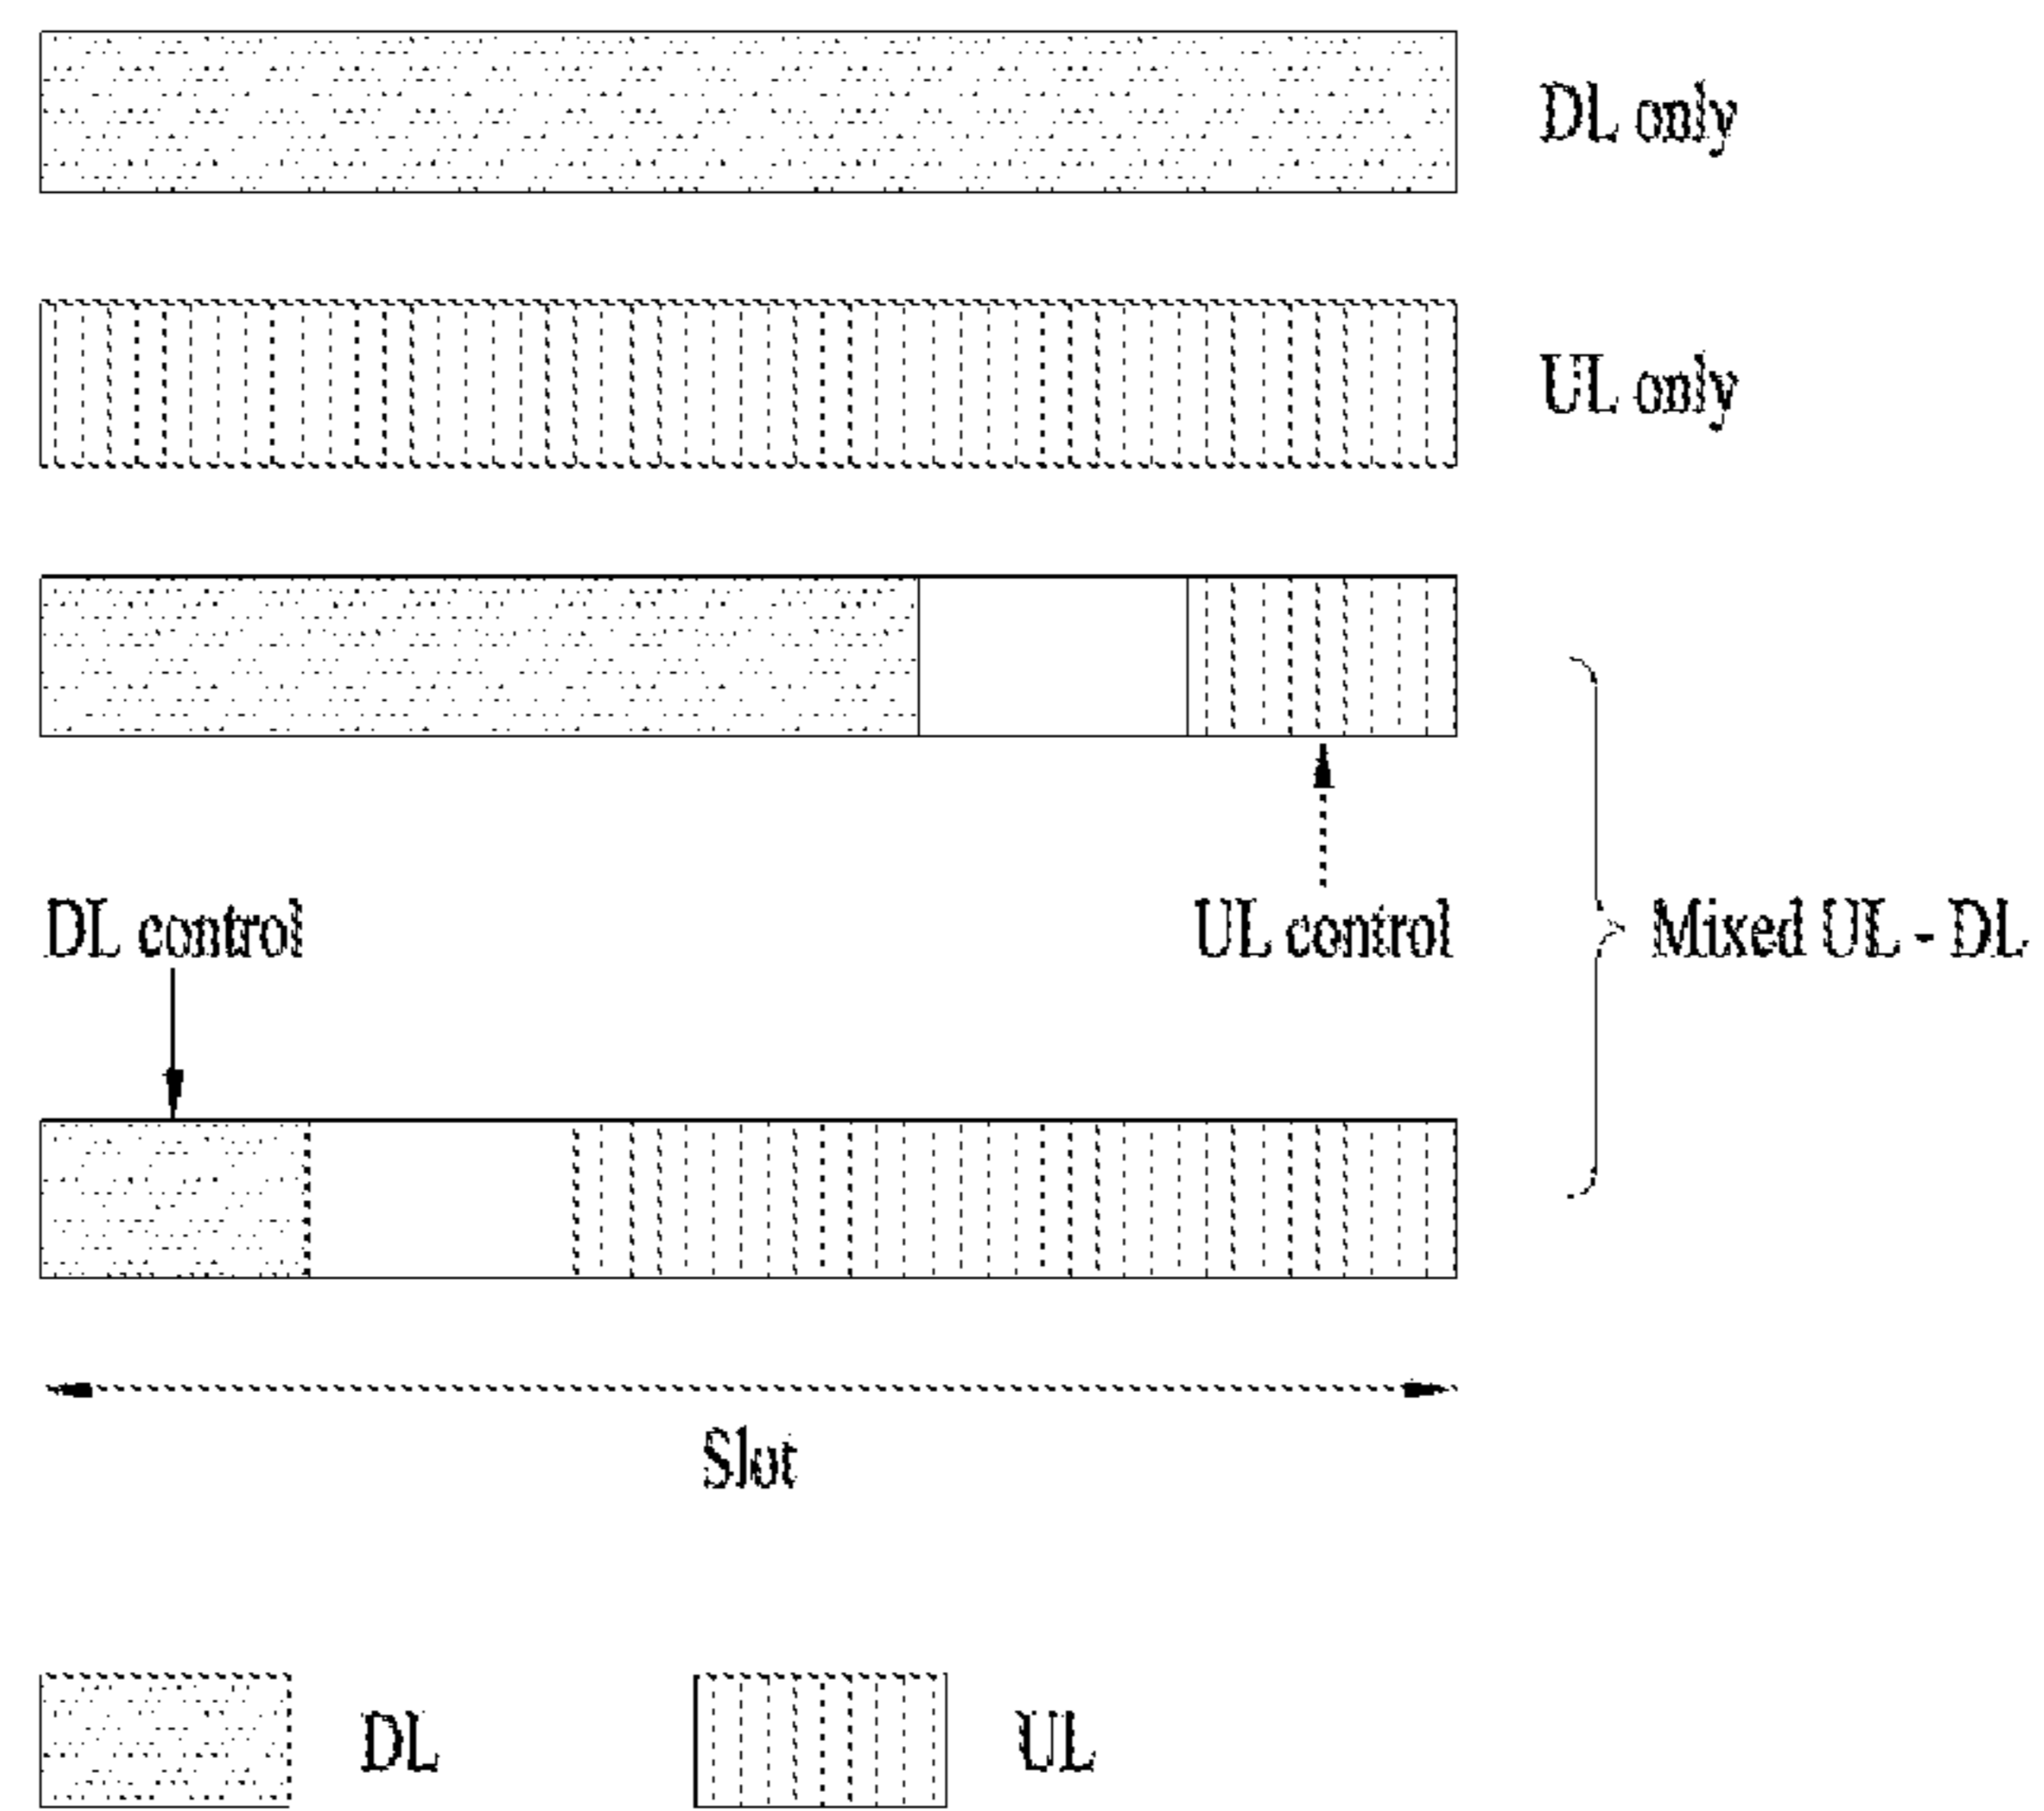 DL only
UL only
DL control
UL control
Mixed UL - DL
Slot
DL
UL